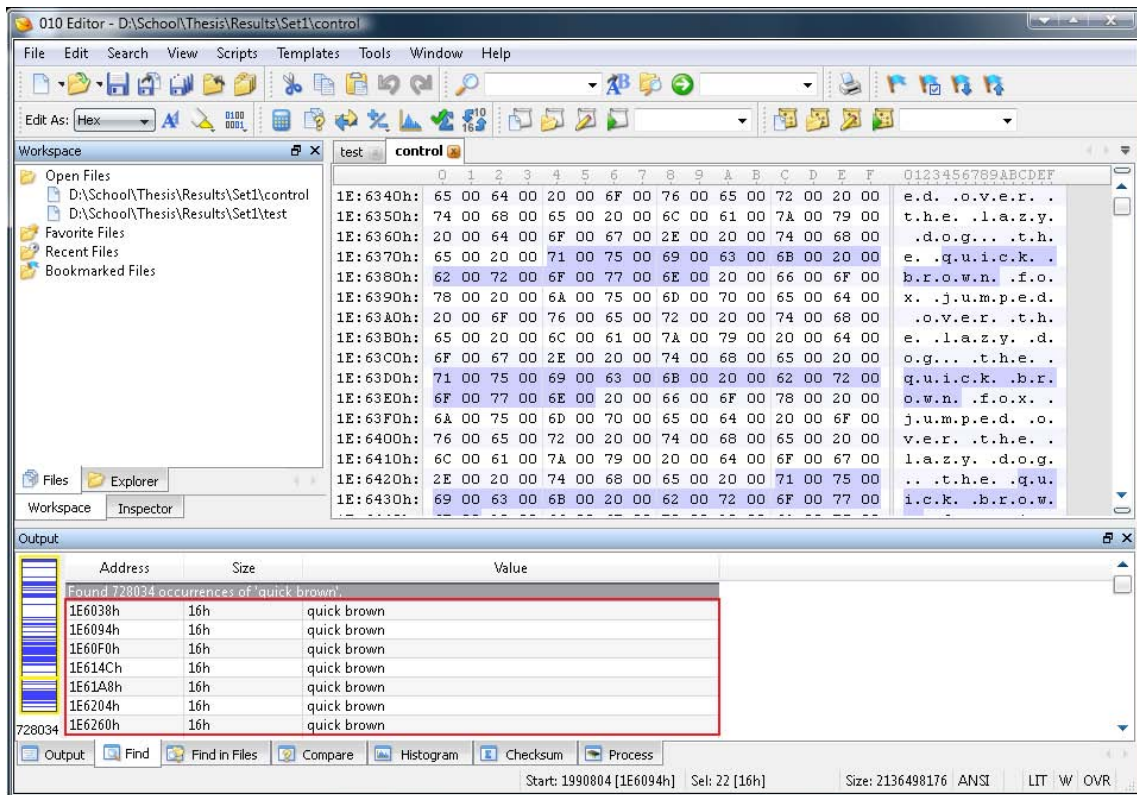 010 Editor - D:\School\Thesis\Results\Set1\control
File Edit Search View Scripts Templates Tools Window Help
Edit As: Hex
Workspace
Open Files
D:\School\Thesis\Results\Set1\control
D:\School\Thesis\Results\Set1\test
Favorite Files
Recent Files
Bookmarked Files
Files Explorer
Workspace Inspector
test control
0 1 2 3 4 5 6 7 8 9 A B C D E F 0123456789ABCDEF
1E:6340h: 65 00 64 00 20 00 6F 00 76 00 65 00 72 00 20 00 e.d. .o.v.e.r. .
1E:6350h: 74 00 68 00 65 00 20 00 6C 00 61 00 7A 00 79 00 t.h.e. .l.a.z.y.
1E:6360h: 20 00 64 00 6F 00 67 00 2E 00 20 00 74 00 68 00 .d.o.g... .t.h.
1E:6370h: 65 00 20 00 71 00 75 00 69 00 63 00 6B 00 20 00 e. .q.u.i.c.k. .
1E:6380h: 62 00 72 00 6F 00 77 00 6E 00 20 00 66 00 6F 00 b.r.o.w.n. .f.o.
1E:6390h: 78 00 20 00 6A 00 75 00 6D 00 70 00 65 00 64 00 x. .j.u.m.p.e.d.
1E:63A0h: 20 00 6F 00 76 00 65 00 72 00 20 00 74 00 68 00 .o.v.e.r. .t.h.
1E:63B0h: 65 00 20 00 6C 00 61 00 7A 00 79 00 20 00 64 00 e. .l.a.z.y. .d.
1E:63C0h: 6F 00 67 00 2E 00 20 00 74 00 68 00 65 00 20 00 o.g... .t.h.e. .
1E:63D0h: 71 00 75 00 69 00 63 00 6B 00 20 00 62 00 72 00 q.u.i.c.k. .b.r.
1E:63E0h: 6F 00 77 00 6E 00 20 00 66 00 6F 00 78 00 20 00 o.w.n. .f.o.x. .
1E:63F0h: 6A 00 75 00 6D 00 70 00 65 00 64 00 20 00 6F 00 j.u.m.p.e.d. .o.
1E:6400h: 76 00 65 00 72 00 20 00 74 00 68 00 65 00 20 00 v.e.r. .t.h.e. .
1E:6410h: 6C 00 61 00 7A 00 79 00 20 00 64 00 6F 00 67 00 l.a.z.y. .d.o.g.
1E:6420h: 2E 00 20 00 74 00 68 00 65 00 20 00 71 00 75 00 .. .t.h.e. .q.u.
1E:6430h: 69 00 63 00 6B 00 20 00 62 00 72 00 6F 00 77 00 i.c.k. .b.r.o.w.
Output
Address Size Value
Found 728034 occurrences of 'quick brown'.
1E6038h 16h quick brown
1E6094h 16h quick brown
1E60F0h 16h quick brown
1E614Ch 16h quick brown
1E61A8h 16h quick brown
1E6204h 16h quick brown
1E6260h 16h quick brown
728034
Output Find Find in Files Compare Histogram Checksum Process
Start: 1990804 [1E6094h] Sel: 22 [16h] Size: 2136498176 ANSI LIT W OVR